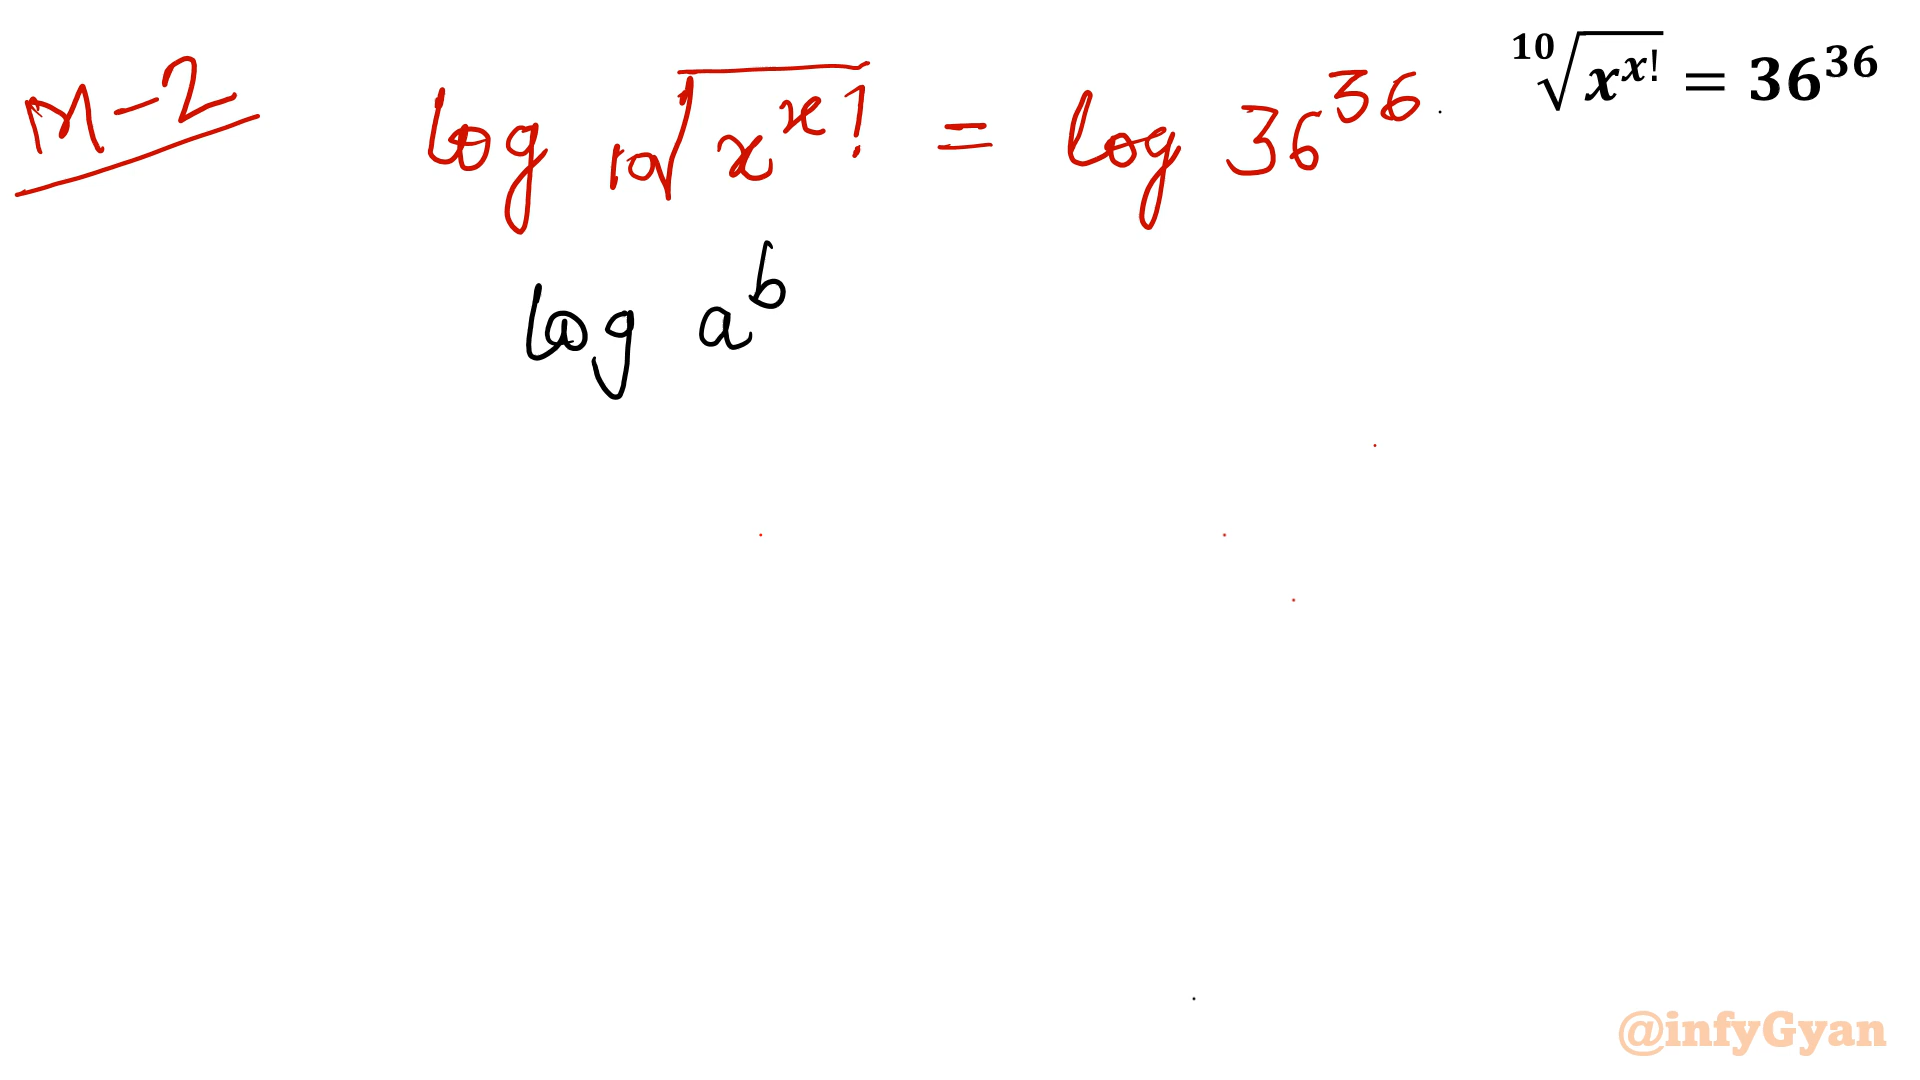 M-2
log ¹⁰√(x^x!) = log 36^36
¹⁰√(x^x!) = 36^36
log a^b
@infyGyan